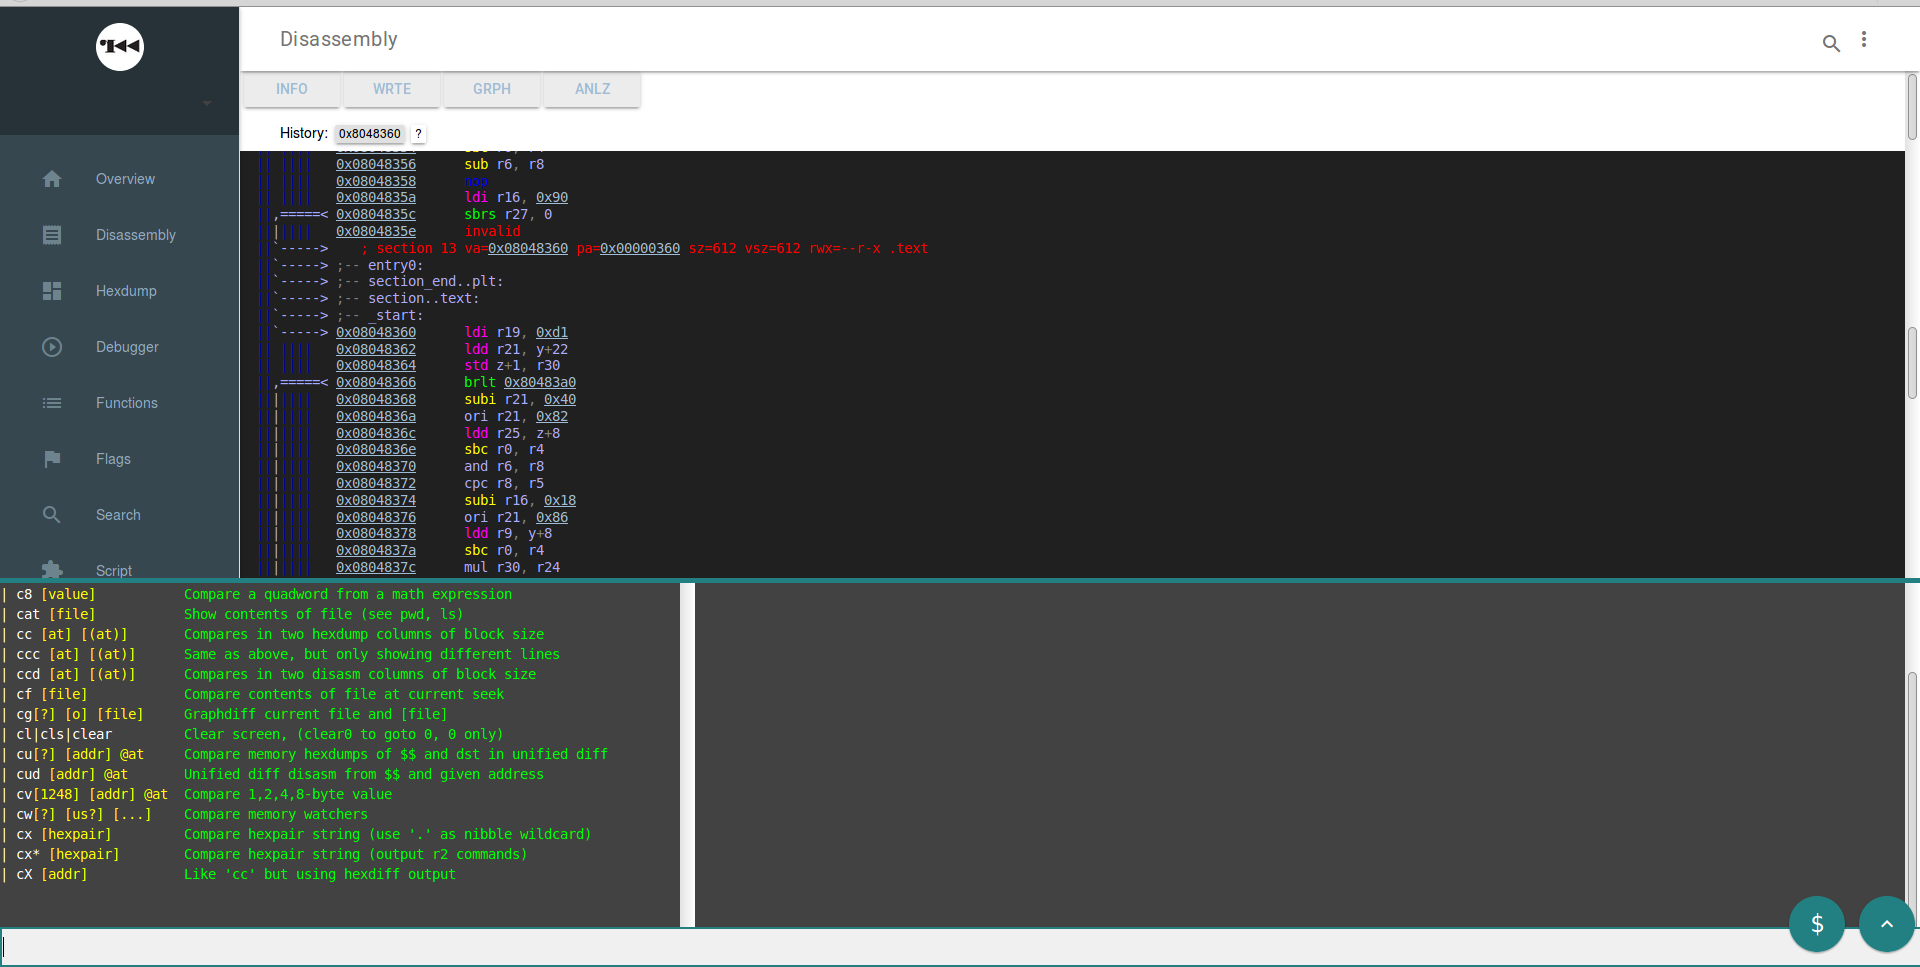 Disassembly
INFO WRTE GRPH ANLZ
History: 0x8048360 ?
Overview
Disassembly
Hexdump
Debugger
Functions
Flags
Search
Script
0x08048356 sub r6, r8
0x08048358 nop
0x0804835a ldi r16, 0x90
,=====< 0x0804835c sbrs r27, 0
| 0x0804835e invalid
`-----> ; section 13 va=0x08048360 pa=0x00000360 sz=612 vsz=612 rwx=--r-x .text
`-----> ;-- entry0:
`-----> ;-- section_end..plt:
`-----> ;-- section..text:
`-----> ;-- _start:
`-----> 0x08048360 ldi r19, 0xd1
0x08048362 ldd r21, y+22
0x08048364 std z+1, r30
,=====< 0x08048366 brlt 0x80483a0
| 0x08048368 subi r21, 0x40
| 0x0804836a ori r21, 0x82
| 0x0804836c ldd r25, z+8
| 0x0804836e sbc r0, r4
| 0x08048370 and r6, r8
| 0x08048372 cpc r8, r5
| 0x08048374 subi r16, 0x18
| 0x08048376 ori r21, 0x86
| 0x08048378 ldd r9, y+8
| 0x0804837a sbc r0, r4
| 0x0804837c mul r30, r24
| c8 [value] Compare a quadword from a math expression
| cat [file] Show contents of file (see pwd, ls)
| cc [at] [(at)] Compares in two hexdump columns of block size
| ccc [at] [(at)] Same as above, but only showing different lines
| ccd [at] [(at)] Compares in two disasm columns of block size
| cf [file] Compare contents of file at current seek
| cg[?] [o] [file] Graphdiff current file and [file]
| cl|cls|clear Clear screen, (clear0 to goto 0, 0 only)
| cu[?] [addr] @at Compare memory hexdumps of $$ and dst in unified diff
| cud [addr] @at Unified diff disasm from $$ and given address
| cv[1248] [addr] @at Compare 1,2,4,8-byte value
| cw[?] [us?] [...] Compare memory watchers
| cx [hexpair] Compare hexpair string (use '.' as nibble wildcard)
| cx* [hexpair] Compare hexpair string (output r2 commands)
| cX [addr] Like 'cc' but using hexdiff output
$